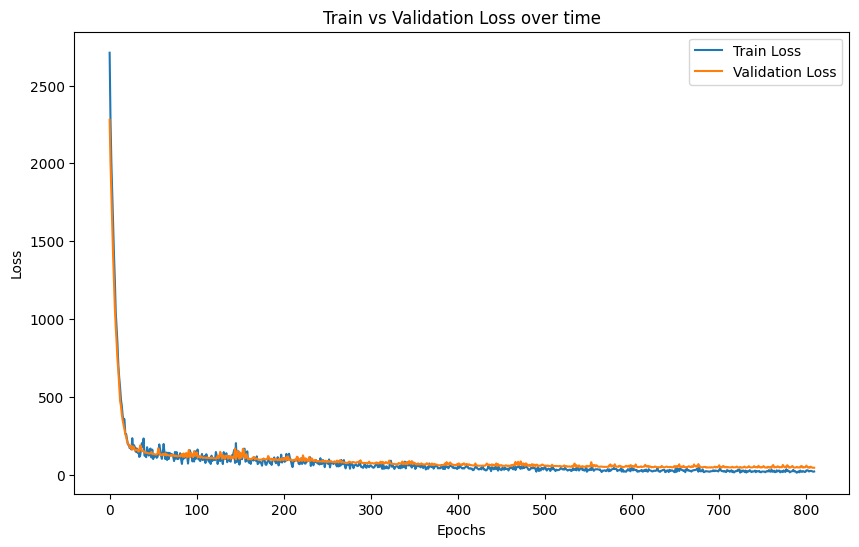 Train vs Validation Loss over time
Train Loss
Validation Loss
2500
2000
1500
1000
500
0
Loss
0 100 200 300 400 500 600 700 800
Epochs